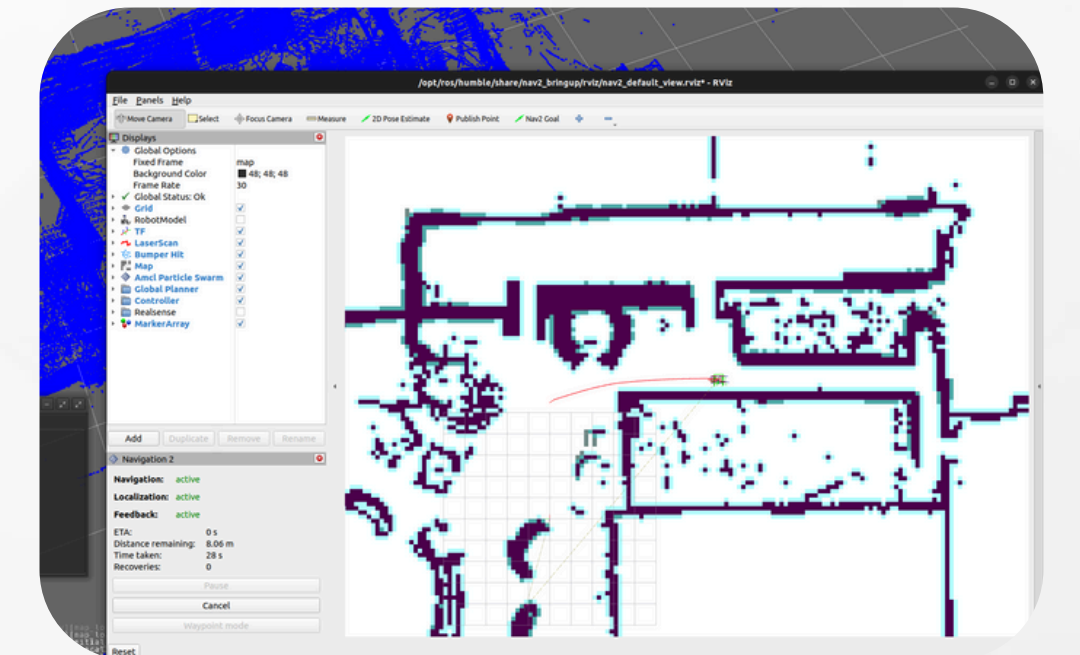 /opt/ros/humble/share/nav2_bringup/rviz/nav2_default_view.rviz* - RViz
File Panels Help
Move Camera Select Focus Camera Measure 2D Pose Estimate Publish Point Nav2 Goal
Displays
Global Options
Fixed Frame map
Background Color 48; 48; 48
Frame Rate 30
Global Status: Ok
Grid
RobotModel
TF
LaserScan
Bumper Hit
Map
Amcl Particle Swarm
Global Planner
Controller
Realsense
MarkerArray
Add Duplicate Remove Rename
Navigation 2
Navigation: active
Localization: active
Feedback: active
ETA: 0 s
Distance remaining: 8.06 m
Time taken: 28 s
Recoveries: 0
Pause
Cancel
Waypoint mode
Reset